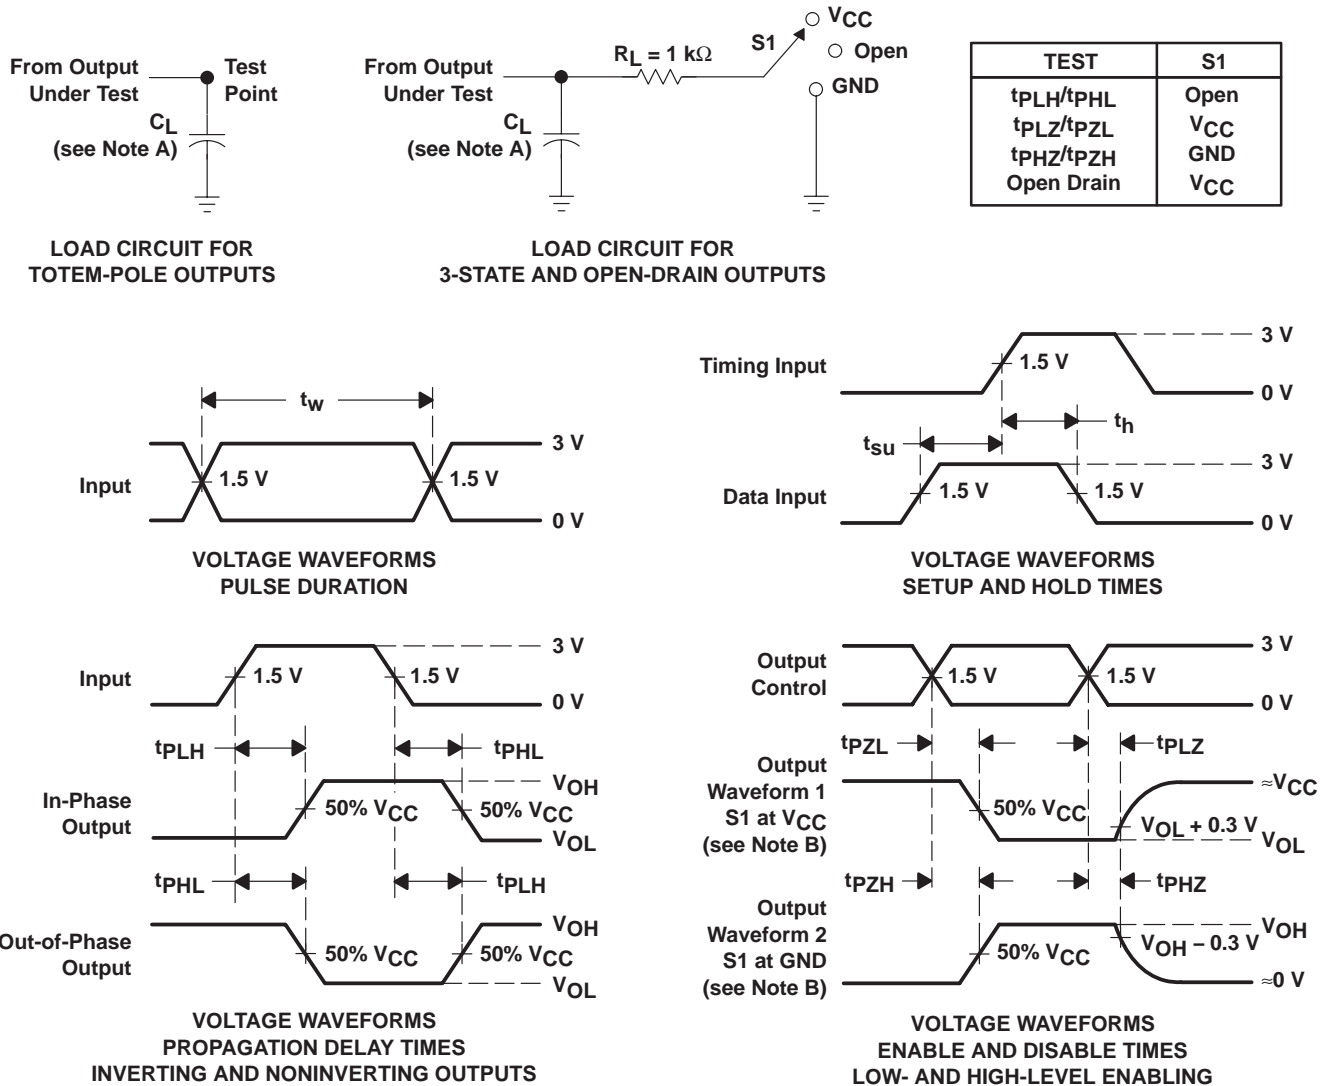 From Output
Under Test
Test
Point
CL
(see Note A)
LOAD CIRCUIT FOR
TOTEM-POLE OUTPUTS
From Output
Under Test
RL = 1 kΩ
S1
VCC
Open
GND
CL
(see Note A)
LOAD CIRCUIT FOR
3-STATE AND OPEN-DRAIN OUTPUTS
TEST S1
tPLH/tPHL Open
tPLZ/tPZL VCC
tPHZ/tPZH GND
Open Drain VCC
tw
3 V
Input
1.5 V 1.5 V
0 V
VOLTAGE WAVEFORMS
PULSE DURATION
3 V
Timing Input
1.5 V
0 V
th
tsu
3 V
Data Input
1.5 V 1.5 V
0 V
VOLTAGE WAVEFORMS
SETUP AND HOLD TIMES
3 V
Input
1.5 V 1.5 V
0 V
tPLH tPHL
VOH
In-Phase
Output
50% VCC 50% VCC
VOL
tPHL tPLH
VOH
Out-of-Phase
Output
50% VCC 50% VCC
VOL
VOLTAGE WAVEFORMS
PROPAGATION DELAY TIMES
INVERTING AND NONINVERTING OUTPUTS
3 V
Output
Control
1.5 V 1.5 V
0 V
tPZL tPLZ
Output
Waveform 1
S1 at VCC
(see Note B)
≈VCC
50% VCC
VOL + 0.3 V
VOL
tPZH tPHZ
Output
Waveform 2
S1 at GND
(see Note B)
VOH
50% VCC
VOH − 0.3 V
≈0 V
VOLTAGE WAVEFORMS
ENABLE AND DISABLE TIMES
LOW- AND HIGH-LEVEL ENABLING